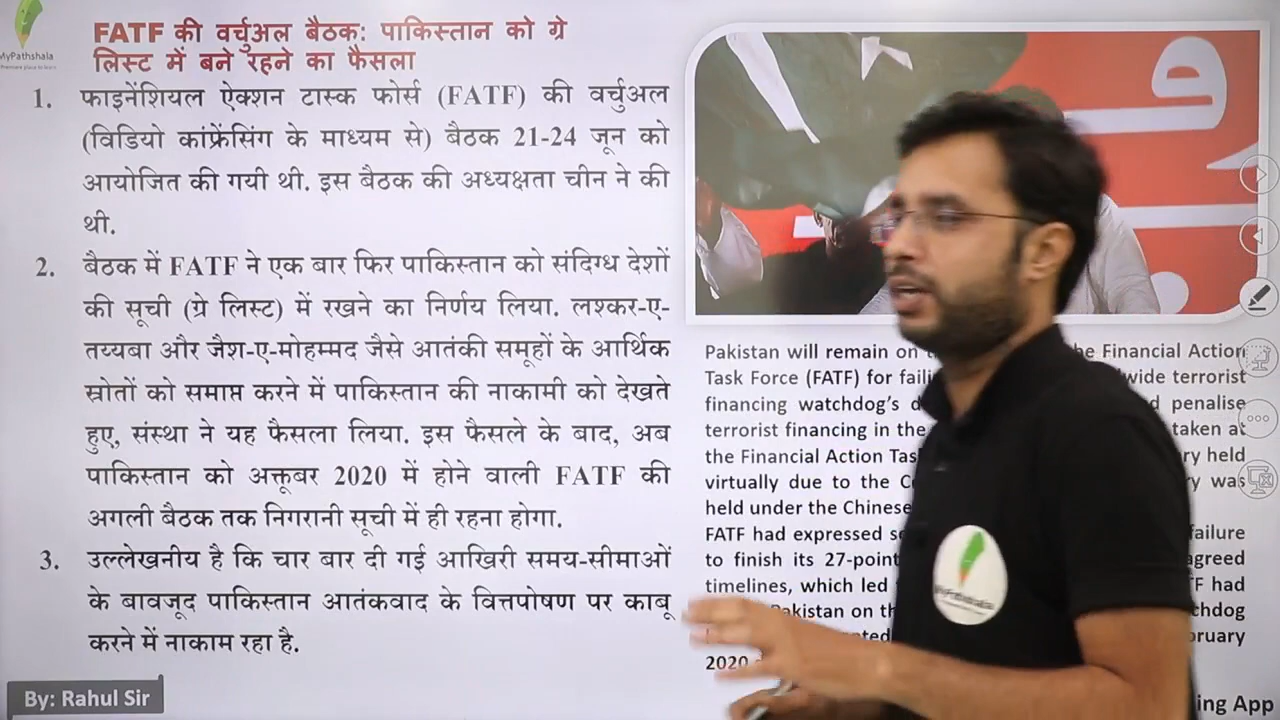 MyPathshala
FATF की वर्चुअल बैठक: पाकिस्तान को ग्रे
लिस्ट में बने रहने का फैसला
1. फाइनेंशियल ऐक्शन टास्क फोर्स (FATF) की वर्चुअल
(विडियो कांफ्रेंसिंग के माध्यम से) बैठक 21-24 जून को
आयोजित की गयी थी. इस बैठक की अध्यक्षता चीन ने की
थी.
2. बैठक में FATF ने एक बार फिर पाकिस्तान को संदिग्ध देशों
की सूची (ग्रे लिस्ट) में रखने का निर्णय लिया. लश्कर-ए-
तय्यबा और जैश-ए-मोहम्मद जैसे आतंकी समूहों के आर्थिक
स्रोतों को समाप्त करने में पाकिस्तान की नाकामी को देखते
हुए, संस्था ने यह फैसला लिया. इस फैसले के बाद, अब
पाकिस्तान को अक्तूबर 2020 में होने वाली FATF की
अगली बैठक तक निगरानी सूची में ही रहना होगा.
3. उल्लेखनीय है कि चार बार दी गई आखिरी समय-सीमाओं
के बावजूद पाकिस्तान आतंकवाद के वित्तपोषण पर काबू
करने में नाकाम रहा है.
By: Rahul Sir
Pakistan will remain on he Financial Action
Task Force (FATF) for wide terrorist
financing watchdog's penalise
terrorist financing in the taken at
the Financial Action held
virtually due to the was
held under the Chinese
FATF had expressed failure
to finish its 27-point agreed
timelines, which led had
Pakistan on
2020
MyPathshala
ing App